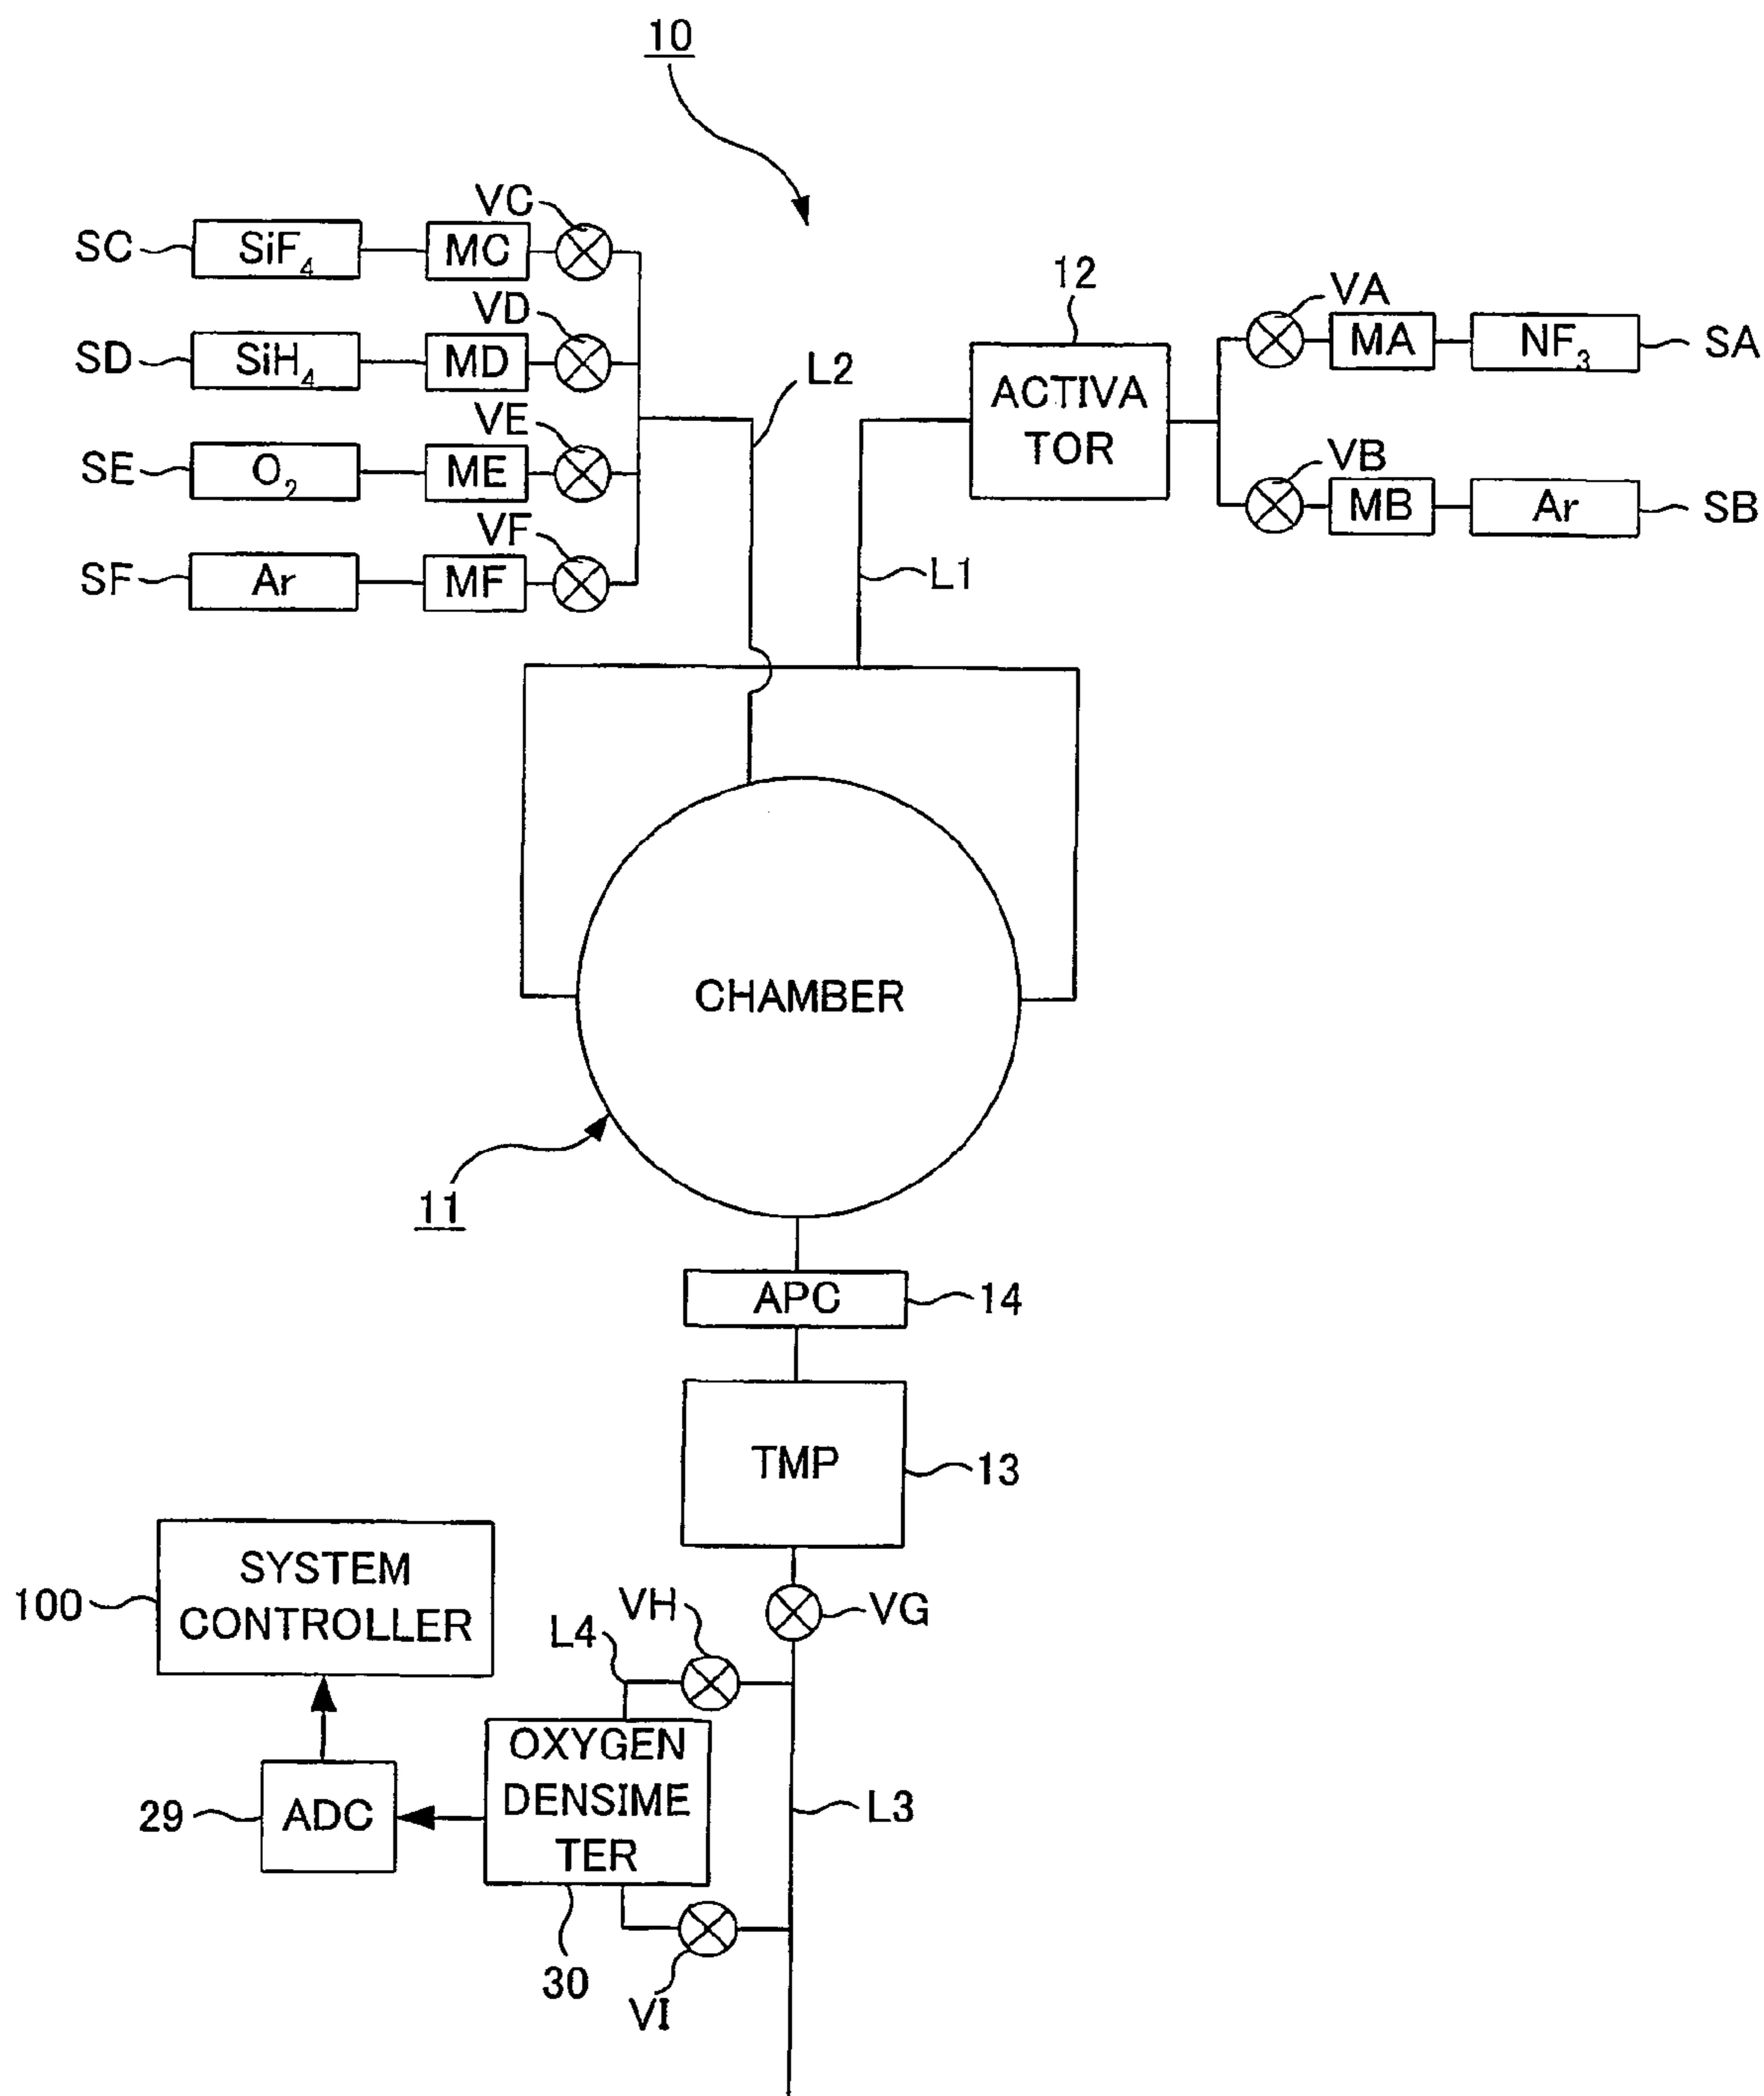 10
VC
SC
SiF4
MC
VD
SD
SiH4
MD
VE
SE
O2
ME
VF
SF
Ar
MF
L2
12
ACTIVA
TOR
VA
MA
NF3
SA
VB
MB
Ar
SB
L1
CHAMBER
11
APC
14
TMP
13
SYSTEM
CONTROLLER
100
VH
VG
L4
OXYGEN
DENSIME
TER
L3
ADC
29
30
VI